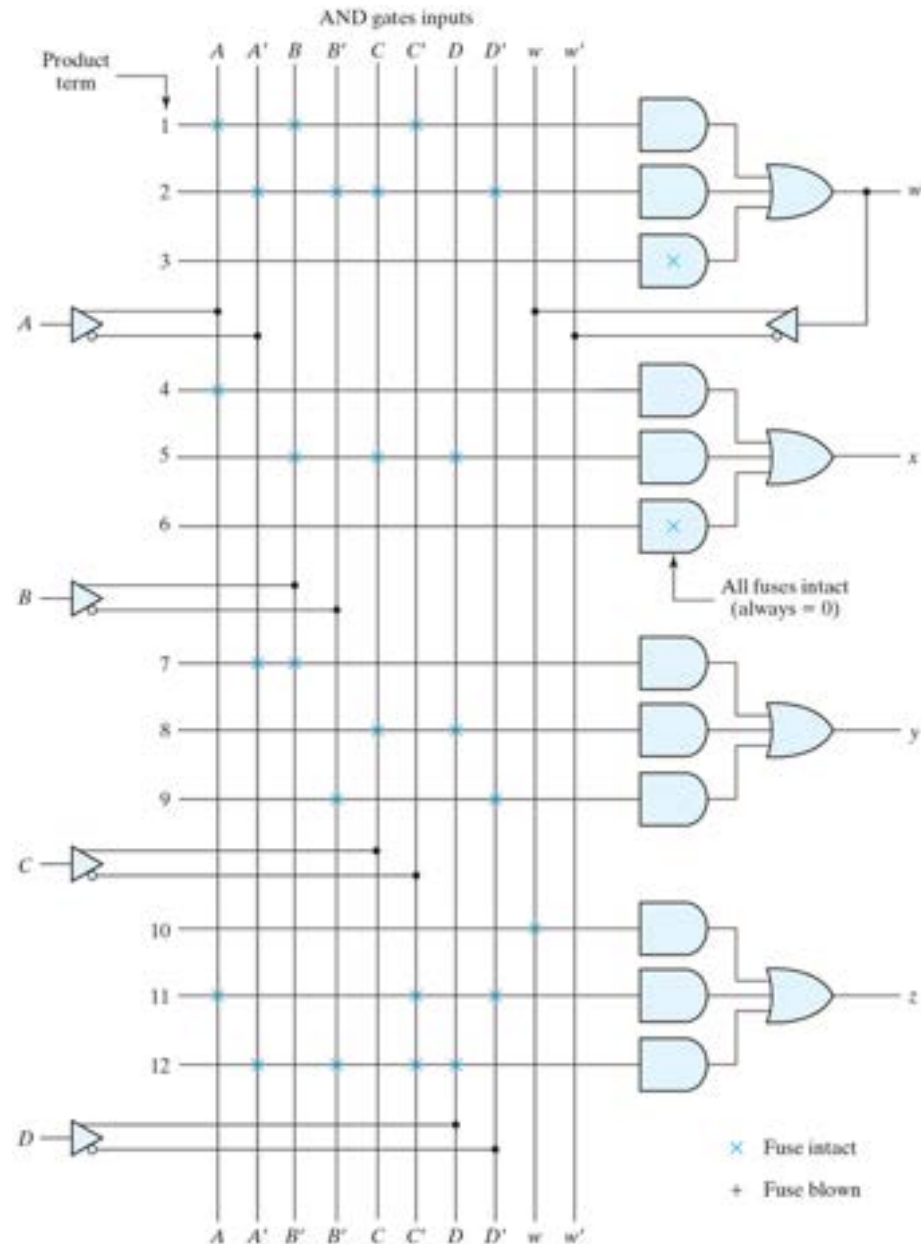 AND gates inputs
A A' B B' C C' D D' w w'
Product
term
1
2
w
3
A
4
5
x
6
All fuses intact
(always = 0)
B
7
8
y
9
C
10
11
z
12
D
× Fuse intact
+ Fuse blown
A A' B' B' C C' D D' w w'